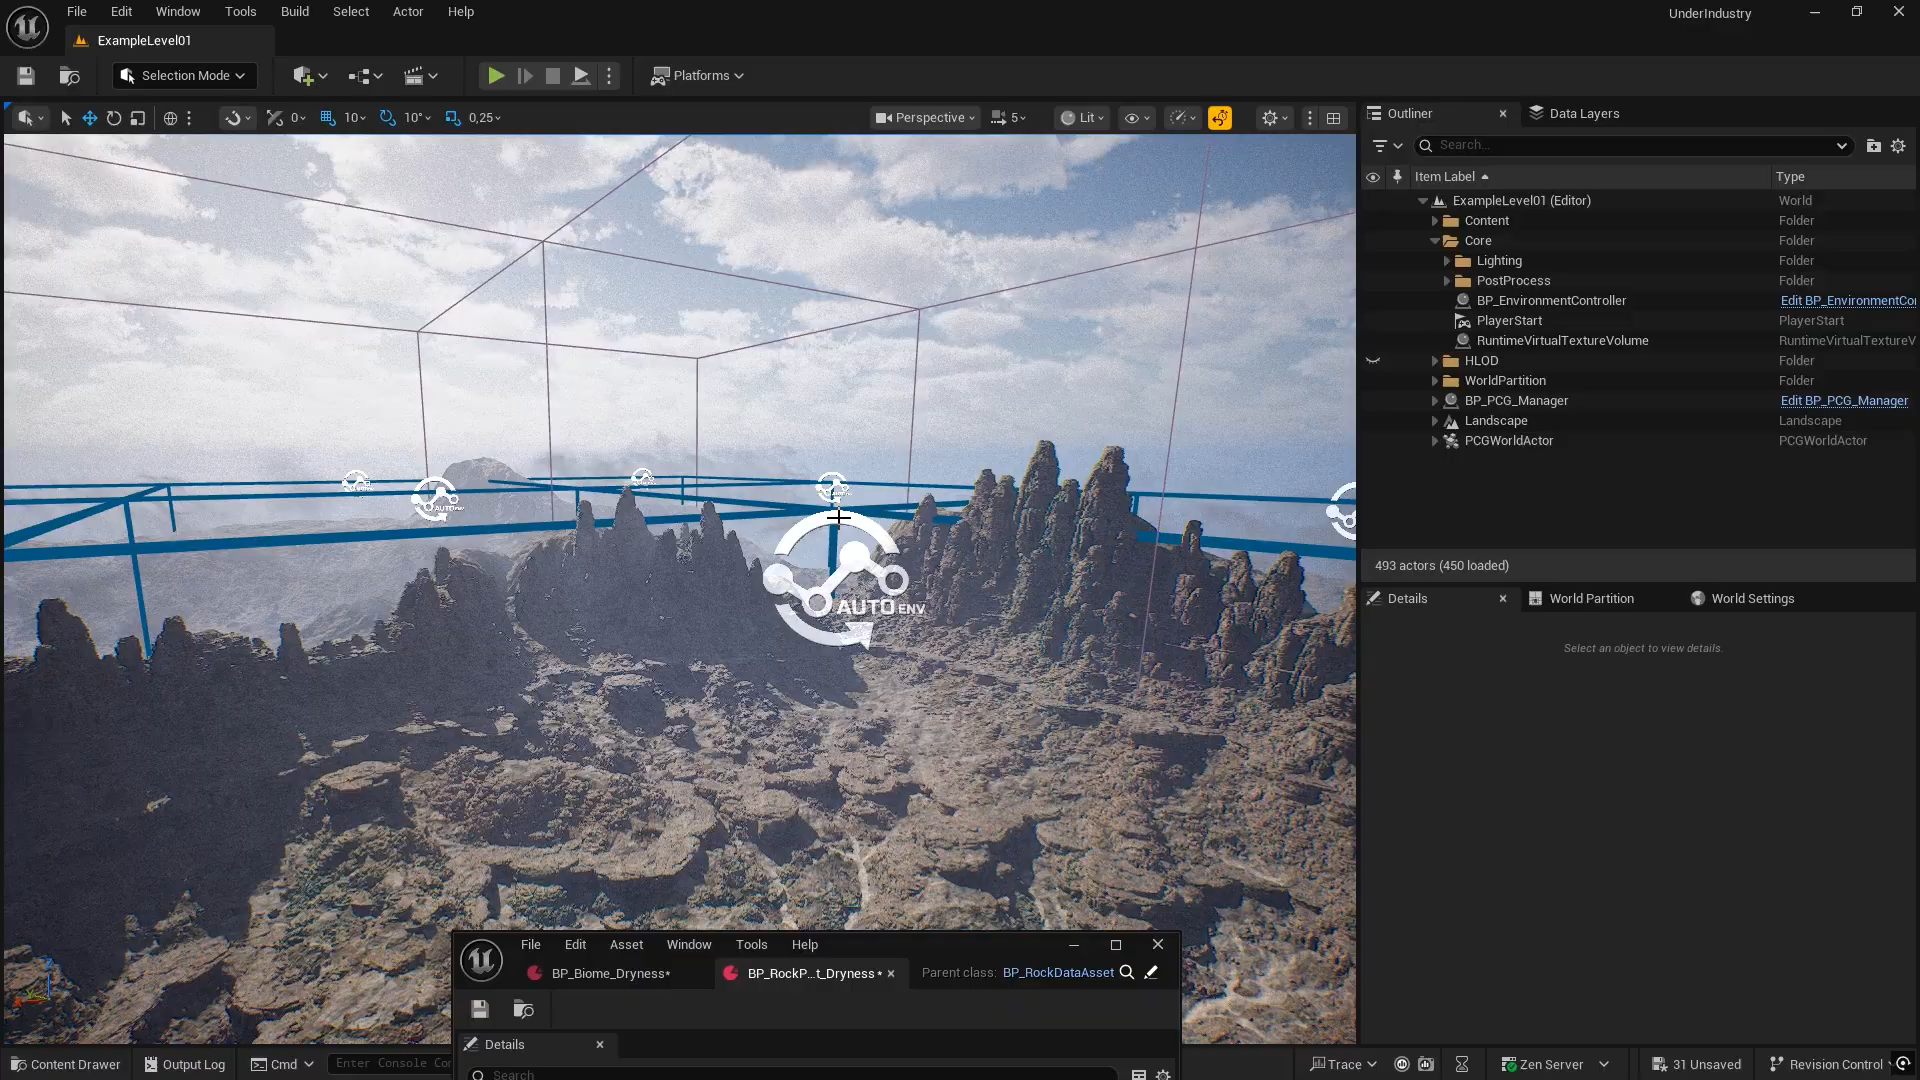 File Edit Window Tools Build Select Actor Help
UnderIndustry
ExampleLevel01
Selection Mode
Platforms
0 10 10° 0,25
Perspective 5 Lit
Outliner
Data Layers
Search...
Item Label Type
ExampleLevel01 (Editor) World
Content Folder
Core Folder
Lighting Folder
PostProcess Folder
BP_EnvironmentController Edit BP_EnvironmentCo
PlayerStart PlayerStart
RuntimeVirtualTextureVolume RuntimeVirtualTextureV
HLOD Folder
WorldPartition Folder
BP_PCG_Manager Edit BP_PCG_Manager
Landscape Landscape
PCGWorldActor PCGWorldActor
493 actors (450 loaded)
Details
World Partition
World Settings
Select an object to view details.
AUTO ENV
File Edit Asset Window Tools Help
BP_Biome_Dryness*
BP_RockP...t_Dryness*
Parent class: BP_RockDataAsset
Details
Search
Content Drawer
Output Log
Cmd
Enter Console Co
Trace
Zen Server
31 Unsaved
Revision Control